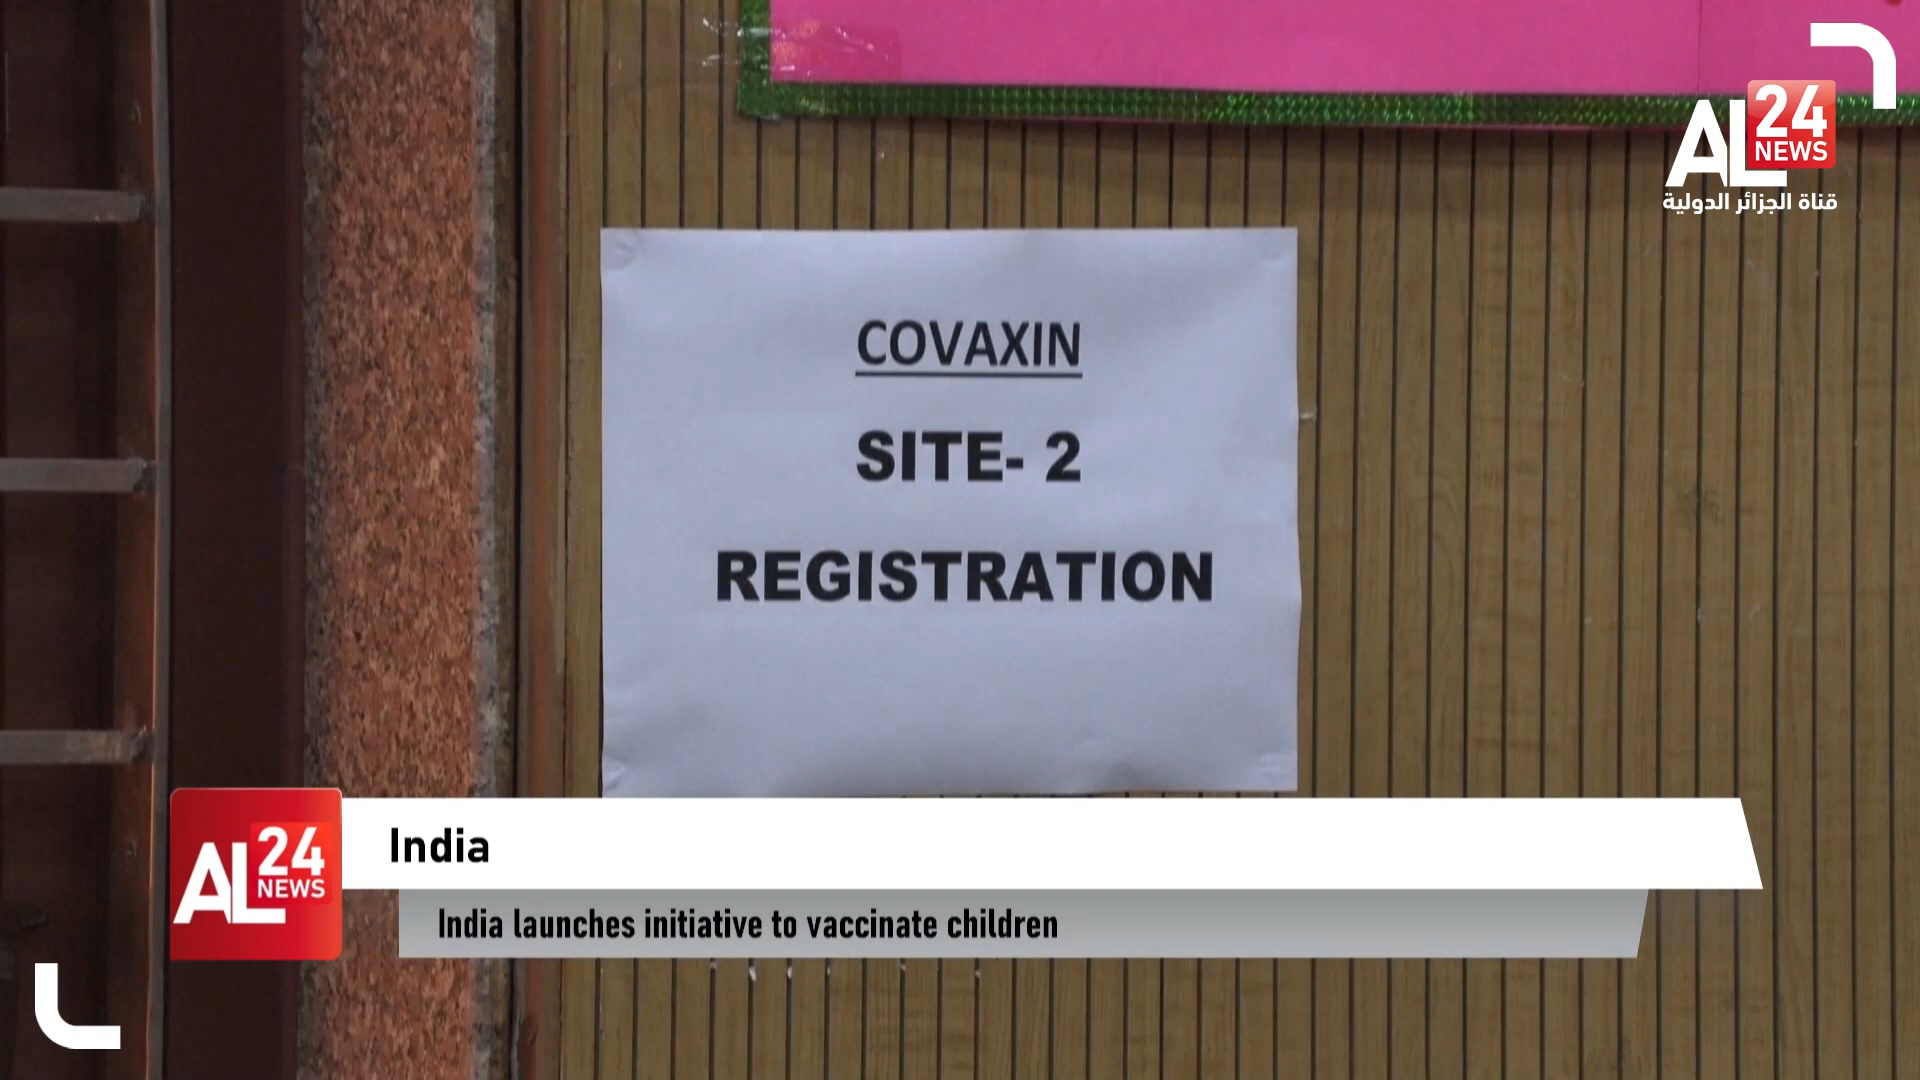 AL 24 NEWS
قناة الجزائر الدولية
COVAXIN
SITE- 2
REGISTRATION
AL 24 NEWS
India
India launches initiative to vaccinate children